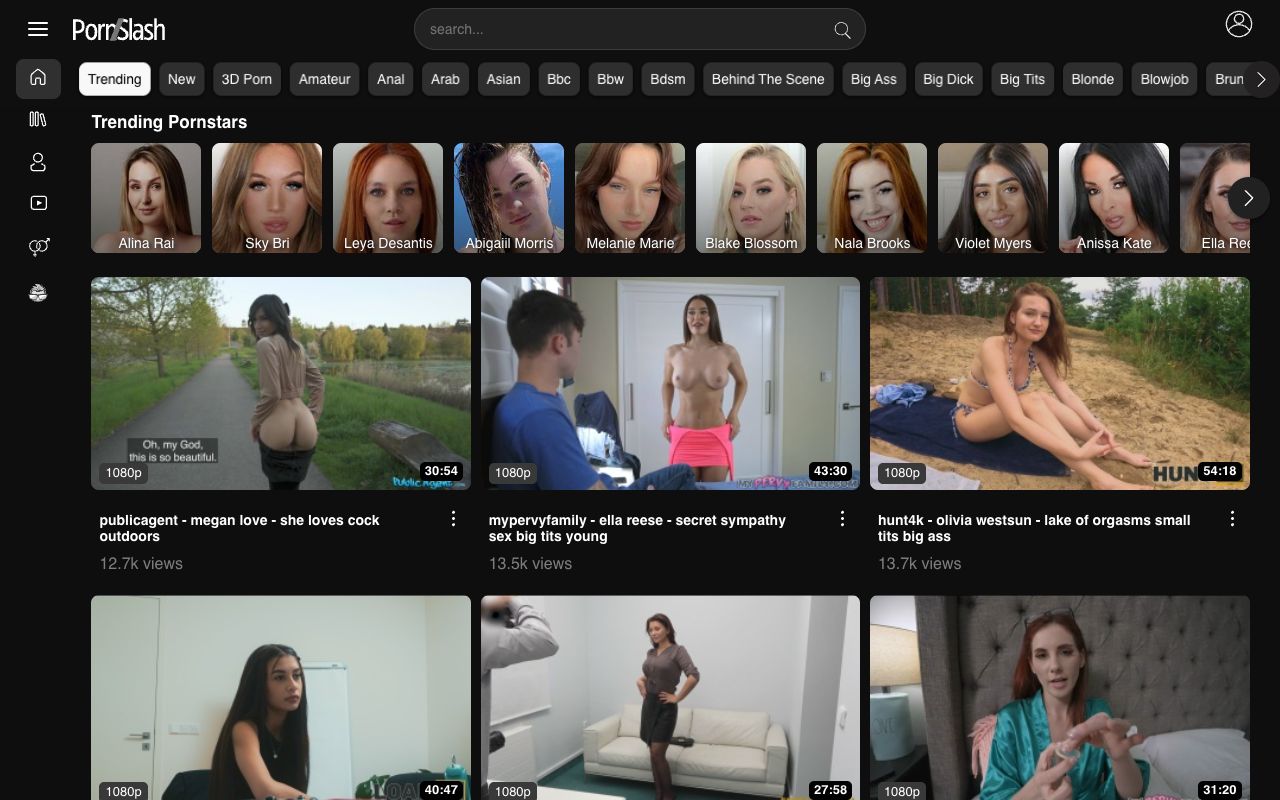 PornSlash
search...
Trending
New
3D Porn
Amateur
Anal
Arab
Asian
Bbc
Bbw
Bdsm
Behind The Scene
Big Ass
Big Dick
Big Tits
Blonde
Blowjob
Brun
Trending Pornstars
Alina Rai
Sky Bri
Leya Desantis
Abigaiil Morris
Melanie Marie
Blake Blossom
Nala Brooks
Violet Myers
Anissa Kate
Ella Ree
Oh, my God,
this is so beautiful.
1080p
30:54
1080p
43:30
1080p
HUN
54:18
publicagent - megan love - she loves cock
outdoors
12.7k views
mypervyfamily - ella reese - secret sympathy
sex big tits young
13.5k views
hunt4k - olivia westsun - lake of orgasms small
tits big ass
13.7k views
1080p
40:47
1080p
27:58
1080p
31:20